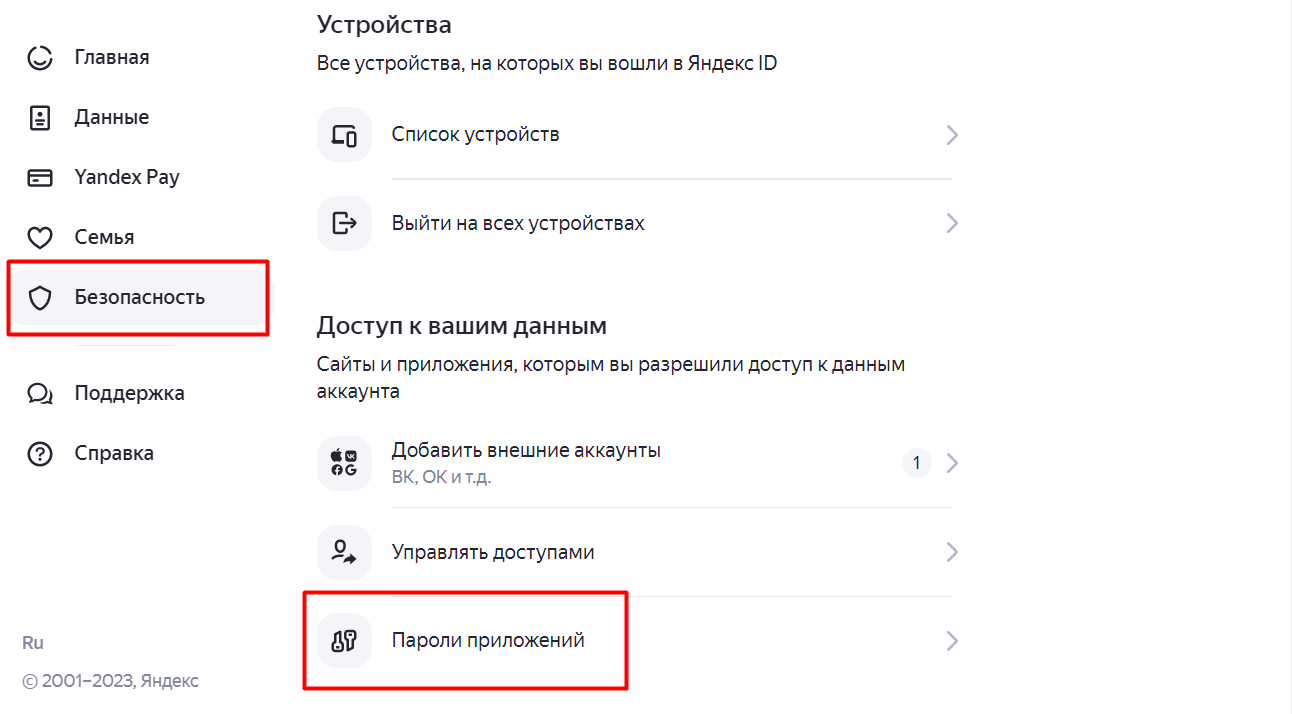 Главная
Данные
Yandex Pay
Семья
Безопасность
Поддержка
Справка
Ru
© 2001–2023, Яндекс
Устройства
Все устройства, на которых вы вошли в Яндекс ID
Список устройств
Выйти на всех устройствах
Доступ к вашим данным
Сайты и приложения, которым вы разрешили доступ к данным
аккаунта
Добавить внешние аккаунты
ВК, ОК и т.д.
1
Управлять доступами
Пароли приложений